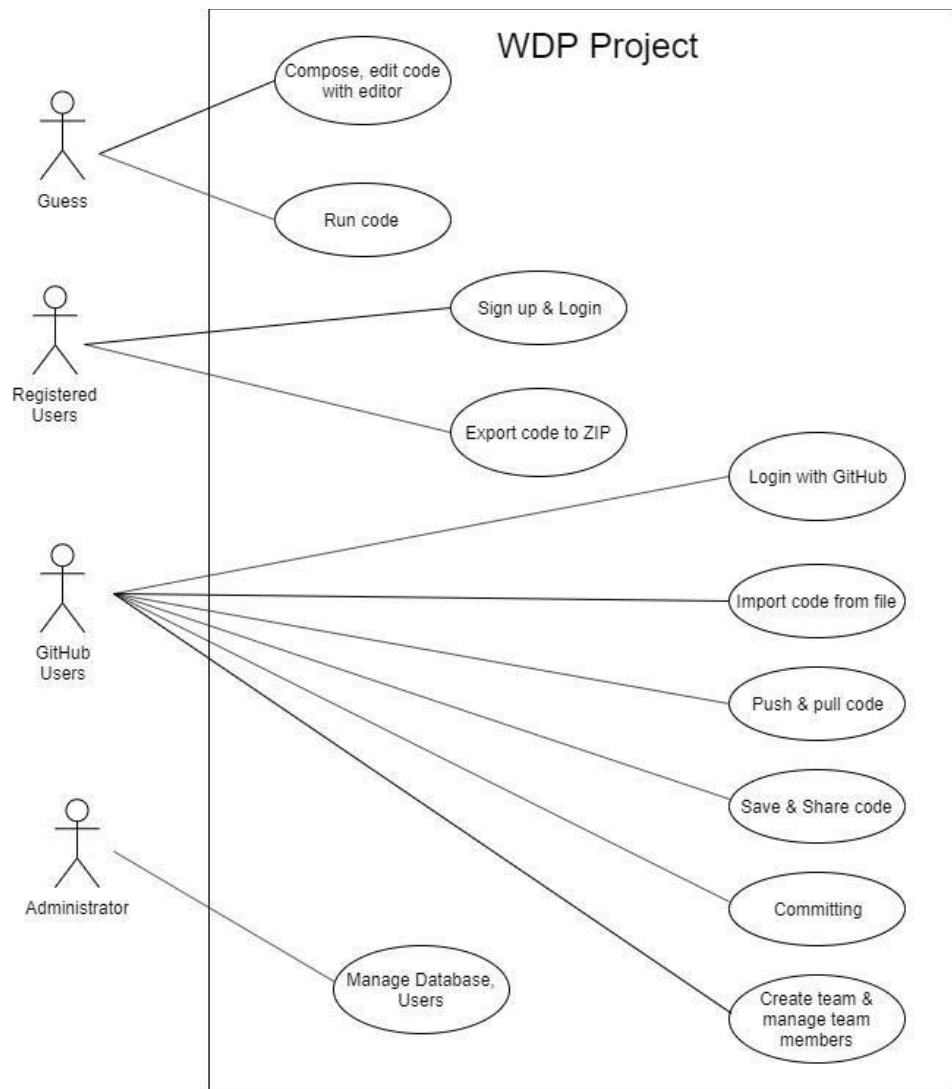 WDP Project
Compose, edit code
with editor
Guess
Run code
Sign up & Login
Registered
Users
Export code to ZIP
Login with GitHub
GitHub
Users
Import code from file
Push & pull code
Save & Share code
Administrator
Committing
Manage Database,
Users
Create team &
manage team
members